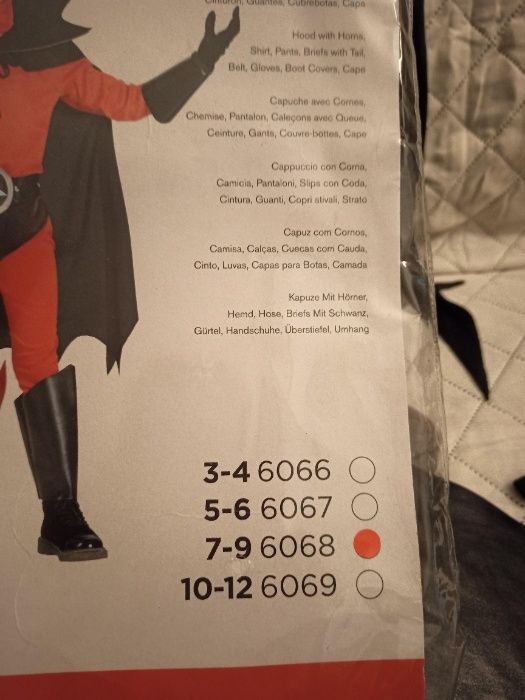 Cinturón, Guantes, Cubrebotas, Capa
Hood with Horns,
Shirt, Pants, Briefs with Tail,
Belt, Gloves, Boot Covers, Cape
Capuche avec Cornes,
Chemise, Pantalon, Caleçons avec Queue,
Ceinture, Gants, Couvre-bottes, Cape
Cappuccio con Corna,
Camicia, Pantaloni, Slips con Coda,
Cintura, Guanti, Copri stivali, Strato
Capuz com Cornos,
Camisa, Calças, Cuecas com Cauda,
Cinto, Luvas, Capas para Botas, Camada
Kapuze Mit Hörner,
Hemd, Hose, Briefs Mit Schwanz,
Gürtel, Handschuhe, Überstiefel, Umhang
3-4 6066
5-6 6067
7-9 6068
10-12 6069